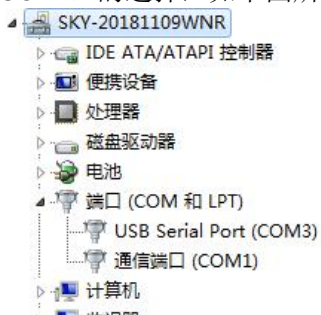 SKY-20181109WNR
IDE ATA/ATAPI 控制器
便携设备
处理器
磁盘驱动器
电池
端口 (COM 和 LPT)
USB Serial Port (COM3)
通信端口 (COM1)
计算机